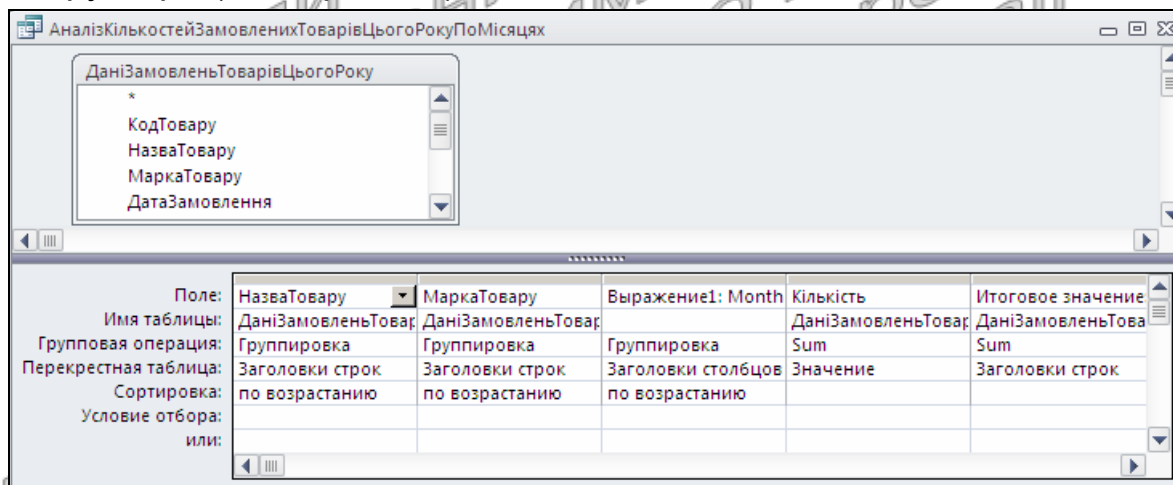 АналізКількостейЗамовленихТоварівЦьогоРокуПоМісяцях
ДаніЗамовленьТоварівЦьогоРоку
*
КодТовару
НазваТовару
МаркаТовару
ДатаЗамовлення
Поле: НазваТовару МаркаТовару Выражение1: Month Кількість Итоговое значение:
Имя таблицы: ДаніЗамовленьТовар ДаніЗамовленьТовар ДаніЗамовленьТовар ДаніЗамовленьТова
Групповая операция: Группировка Группировка Группировка Sum Sum
Перекрестная таблица: Заголовки строк Заголовки строк Заголовки столбцов Значение Заголовки строк
Сортировка: по возрастанию по возрастанию по возрастанию
Условие отбора:
или: